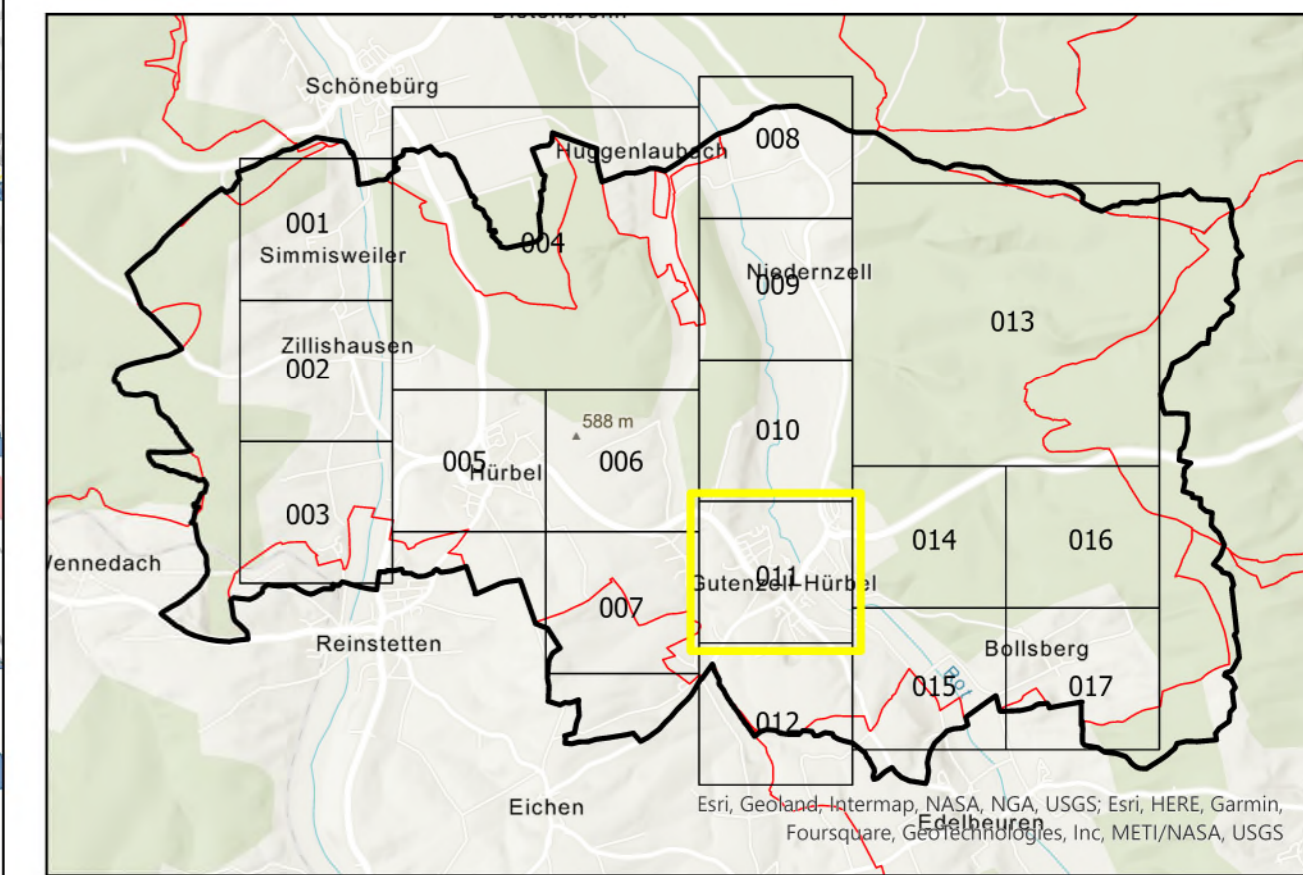 Schönebürg
Huggenlaubach
008
001
Simmisweiler
004
Niedernzell
009
013
Zillishausen
002
588 m
010
005
Hürbel
006
003
014
016
Wennedach
011
Gutenzell-Hürbel
007
Reinstetten
Bollsberg
Rot
015
017
012
Eichen
Esri, Geoland, Intermap, NASA, NGA, USGS; Esri, HERE, Garmin,
Edelbeuren
Foursquare, GeoTechnologies, Inc, METI/NASA, USGS